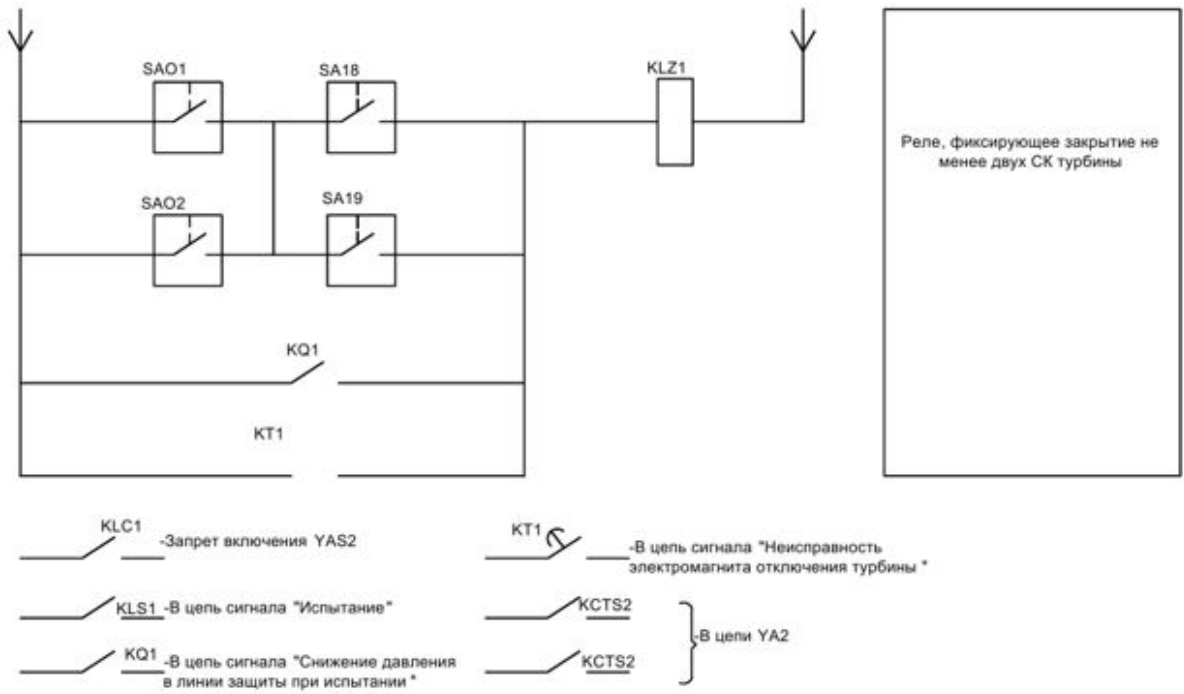 SAO1
SA18
KLZ1
SAO2
SA19
KQ1
KT1
Реле, фиксирующее закрытие не
менее двух СК турбины
KLC1
-Запрет включения YAS2
KLS1 -В цепь сигнала "Испытание"
KQ1 -В цепь сигнала "Снижение давления
в линии защиты при испытании "
KT1
-В цепь сигнала "Неисправность
электромагнита отключения турбины "
KCTS2
KCTS2
-В цепи YA2